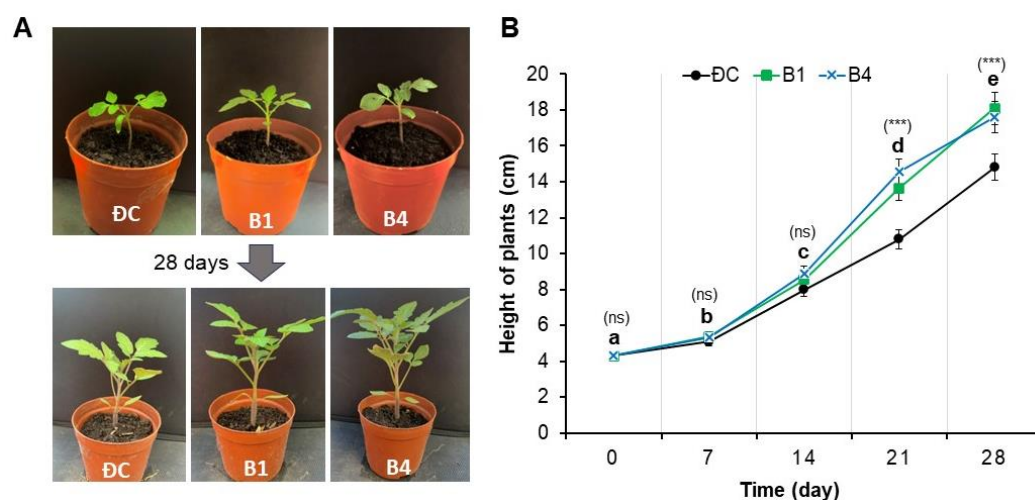 A
ĐC
B1
B4
28 days
ĐC
B1
B4
B
Height of plants (cm)
20
18
16
14
12
10
8
6
4
2
0
ĐC B1 B4
(ns)
a
(ns)
b
(ns)
c
(***)
d
(***)
e
0 7 14 21 28
Time (day)